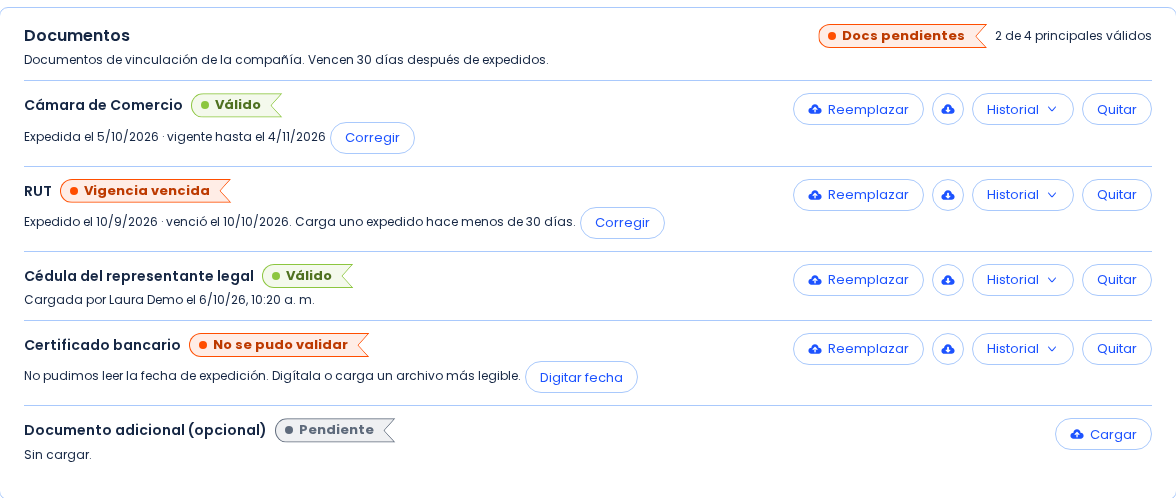 Documentos
Docs pendientes
2 de 4 principales válidos
Documentos de vinculación de la compañía. Vencen 30 días después de expedidos.
Cámara de Comercio
Válido
Reemplazar
Historial
Quitar
Expedida el 5/10/2026 · vigente hasta el 4/11/2026
Corregir
RUT
Vigencia vencida
Reemplazar
Historial
Quitar
Expedido el 10/9/2026 · venció el 10/10/2026. Carga uno expedido hace menos de 30 días.
Corregir
Cédula del representante legal
Válido
Reemplazar
Historial
Quitar
Cargada por Laura Demo el 6/10/26, 10:20 a. m.
Certificado bancario
No se pudo validar
Reemplazar
Historial
Quitar
No pudimos leer la fecha de expedición. Digítala o carga un archivo más legible.
Digitar fecha
Documento adicional (opcional)
Pendiente
Cargar
Sin cargar.